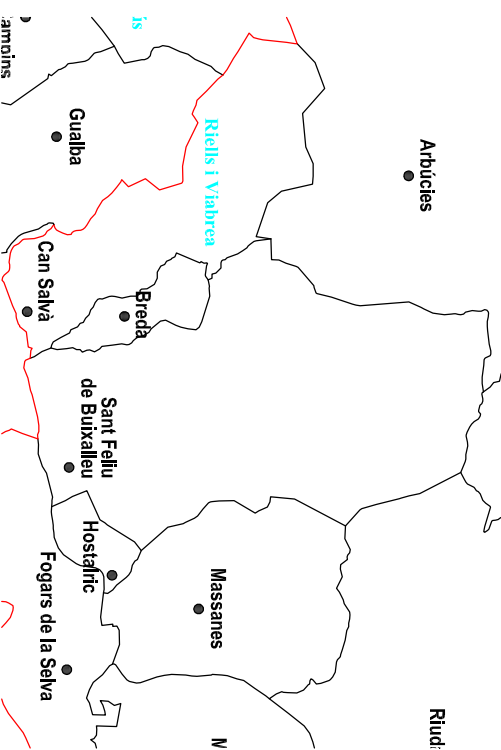 Arbúcies
Riells i Viabrea
Massanes
Breda
Sant Feliu
de Buixalleu
Hostalric
Gualba
Can Salvà
Fogars de la Selva